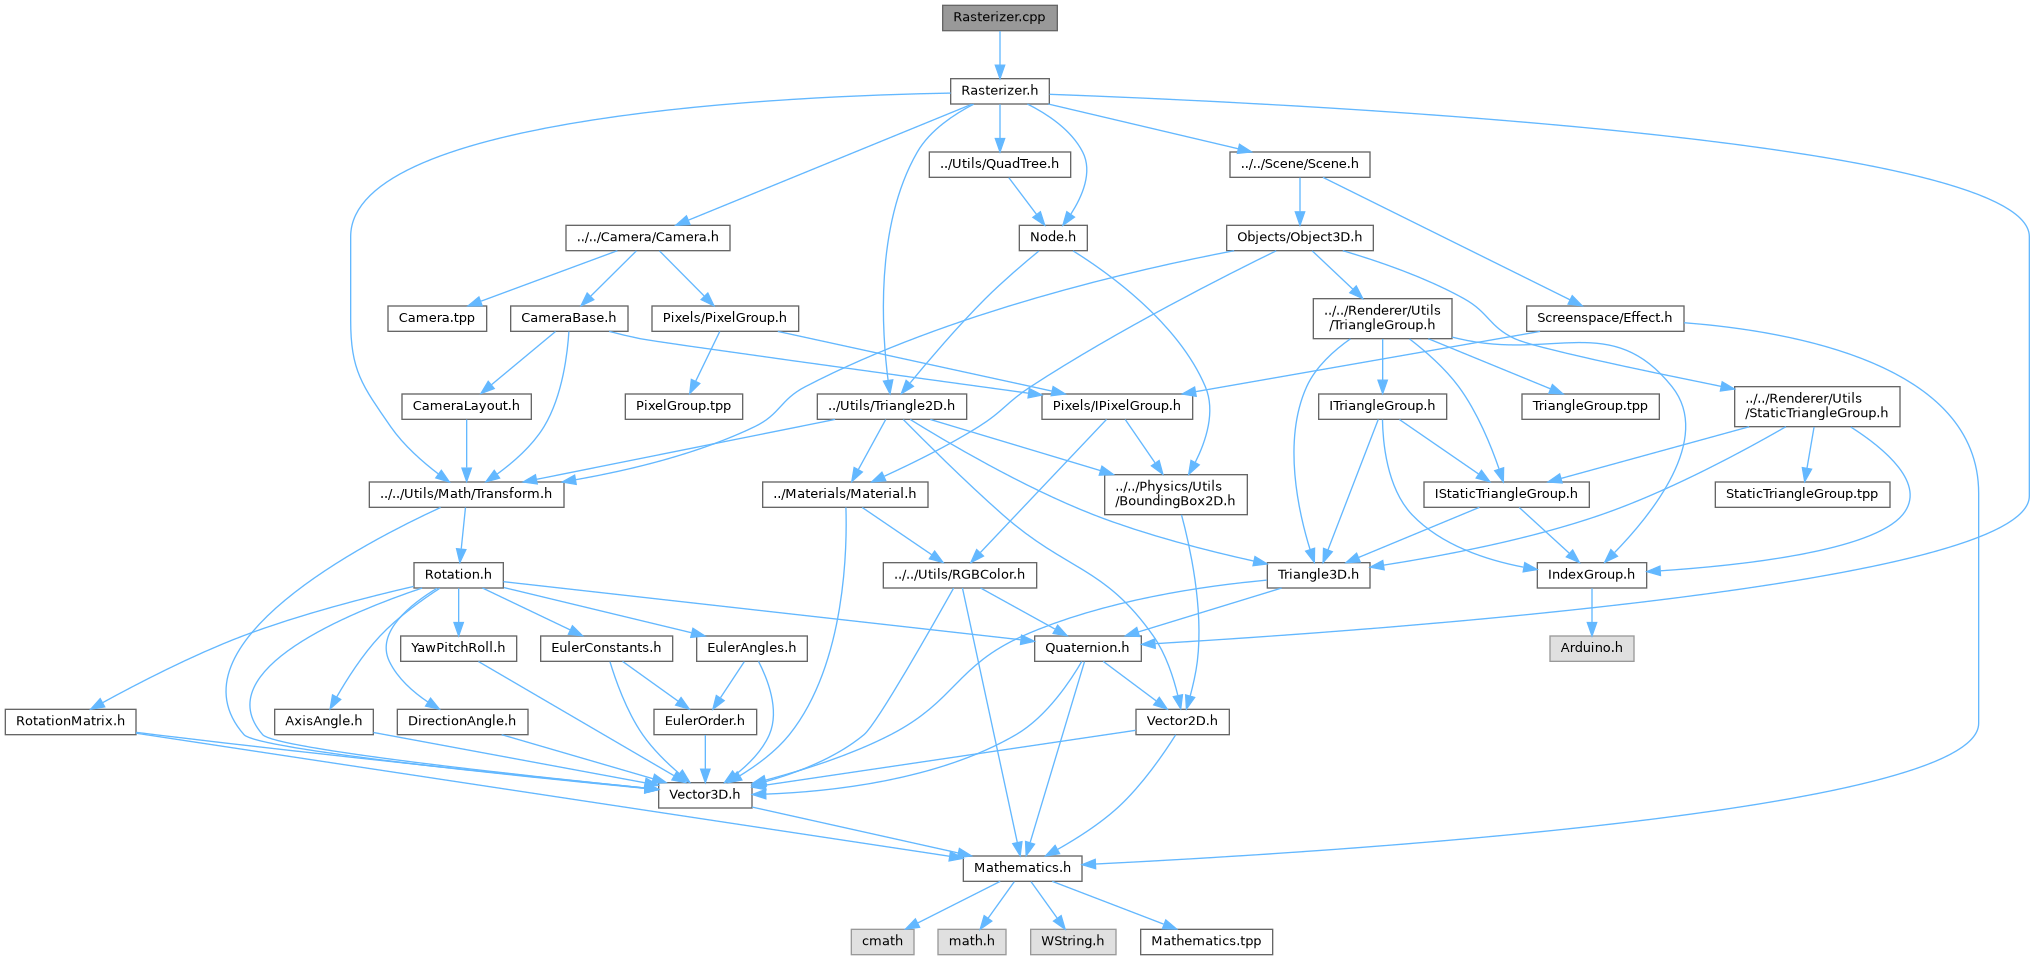 Rasterizer.cpp
Rasterizer.h
../Utils/QuadTree.h
../../Scene/Scene.h
../../Camera/Camera.h
Node.h
Objects/Object3D.h
Camera.tpp
CameraBase.h
Pixels/PixelGroup.h
../../Renderer/Utils
/TriangleGroup.h
Screenspace/Effect.h
CameraLayout.h
PixelGroup.tpp
../Utils/Triangle2D.h
Pixels/IPixelGroup.h
ITriangleGroup.h
TriangleGroup.tpp
../../Renderer/Utils
/StaticTriangleGroup.h
../../Utils/Math/Transform.h
../Materials/Material.h
../../Physics/Utils
/BoundingBox2D.h
IStaticTriangleGroup.h
StaticTriangleGroup.tpp
Rotation.h
../../Utils/RGBColor.h
Triangle3D.h
IndexGroup.h
YawPitchRoll.h
EulerConstants.h
EulerAngles.h
Quaternion.h
Arduino.h
RotationMatrix.h
AxisAngle.h
DirectionAngle.h
EulerOrder.h
Vector2D.h
Vector3D.h
Mathematics.h
cmath
math.h
WString.h
Mathematics.tpp